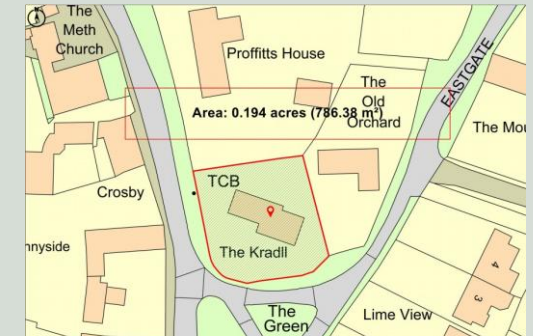 The
Meth
Church
Proffitts House
The
Old
Orchard
EASTGATE
Area: 0.194 acres (786.38 m²)
The Mou
TCB
Crosby
The Kradll
nnyside
The
Green
Lime View
4
3